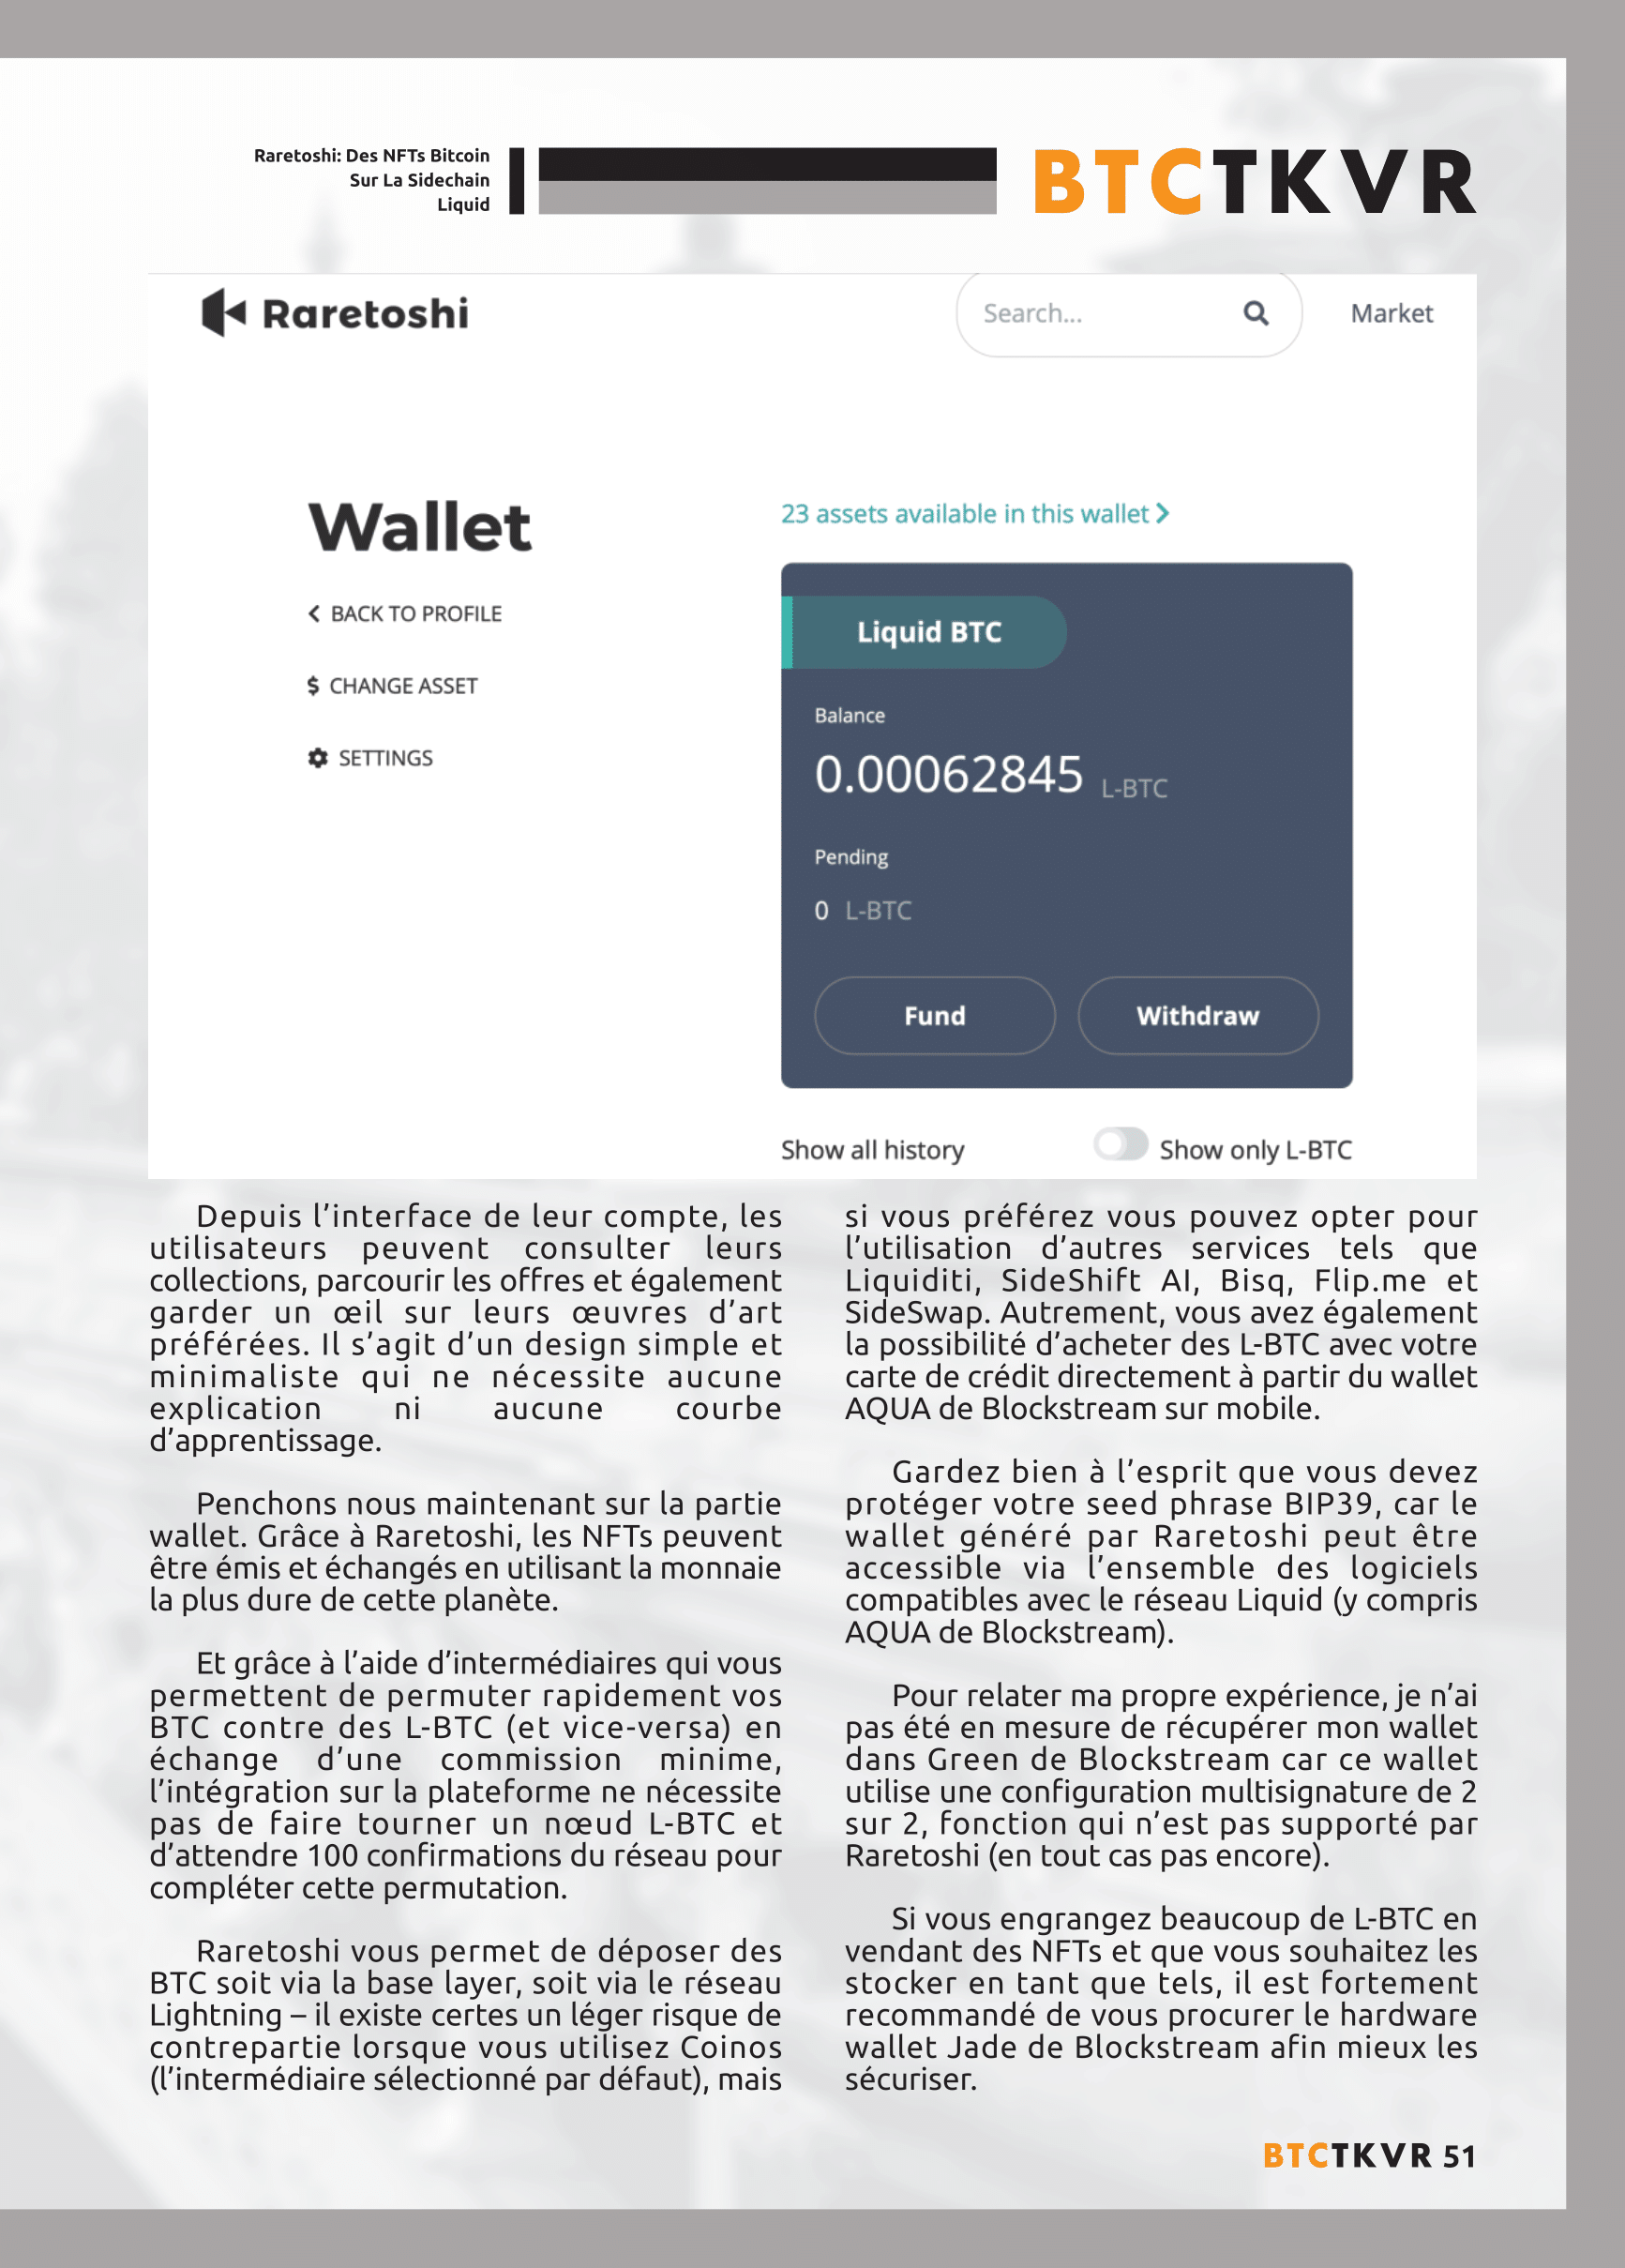 Raretoshi: Des NFTs Bitcoin
Sur La Sidechain
Liquid
BTCTKVR
Raretoshi
Search...
Market
Wallet
BACK TO PROFILE
$ CHANGE ASSET
SETTINGS
23 assets available in this wallet
Liquid BTC
Balance
0.00062845 L-BTC
Pending
0 L-BTC
Fund
Withdraw
Show all history
Show only L-BTC
Depuis l’interface de leur compte, les
utilisateurs peuvent consulter leurs
collections, parcourir les offres et également
garder un œil sur leurs œuvres d’art
préférées. Il s’agit d’un design simple et
minimaliste qui ne nécessite aucune
explication ni aucune courbe
d’apprentissage.
Penchons nous maintenant sur la partie
wallet. Grâce à Raretoshi, les NFTs peuvent
être émis et échangés en utilisant la monnaie
la plus dure de cette planète.
Et grâce à l’aide d’intermédiaires qui vous
permettent de permuter rapidement vos
BTC contre des L-BTC (et vice-versa) en
échange d’une commission minime,
l’intégration sur la plateforme ne nécessite
pas de faire tourner un nœud L-BTC et
d’attendre 100 confirmations du réseau pour
compléter cette permutation.
Raretoshi vous permet de déposer des
BTC soit via la base layer, soit via le réseau
Lightning – il existe certes un léger risque de
contrepartie lorsque vous utilisez Coinos
(l’intermédiaire sélectionné par défaut), mais
si vous préférez vous pouvez opter pour
l’utilisation d’autres services tels que
Liquiditi, SideShift AI, Bisq, Flip.me et
SideSwap. Autrement, vous avez également
la possibilité d’acheter des L-BTC avec votre
carte de crédit directement à partir du wallet
AQUA de Blockstream sur mobile.
Gardez bien à l’esprit que vous devez
protéger votre seed phrase BIP39, car le
wallet généré par Raretoshi peut être
accessible via l’ensemble des logiciels
compatibles avec le réseau Liquid (y compris
AQUA de Blockstream).
Pour relater ma propre expérience, je n’ai
pas été en mesure de récupérer mon wallet
dans Green de Blockstream car ce wallet
utilise une configuration multisignature de 2
sur 2, fonction qui n’est pas supporté par
Raretoshi (en tout cas pas encore).
Si vous engrangez beaucoup de L-BTC en
vendant des NFTs et que vous souhaitez les
stocker en tant que tels, il est fortement
recommandé de vous procurer le hardware
wallet Jade de Blockstream afin mieux les
sécuriser.
BTCTKVR 51